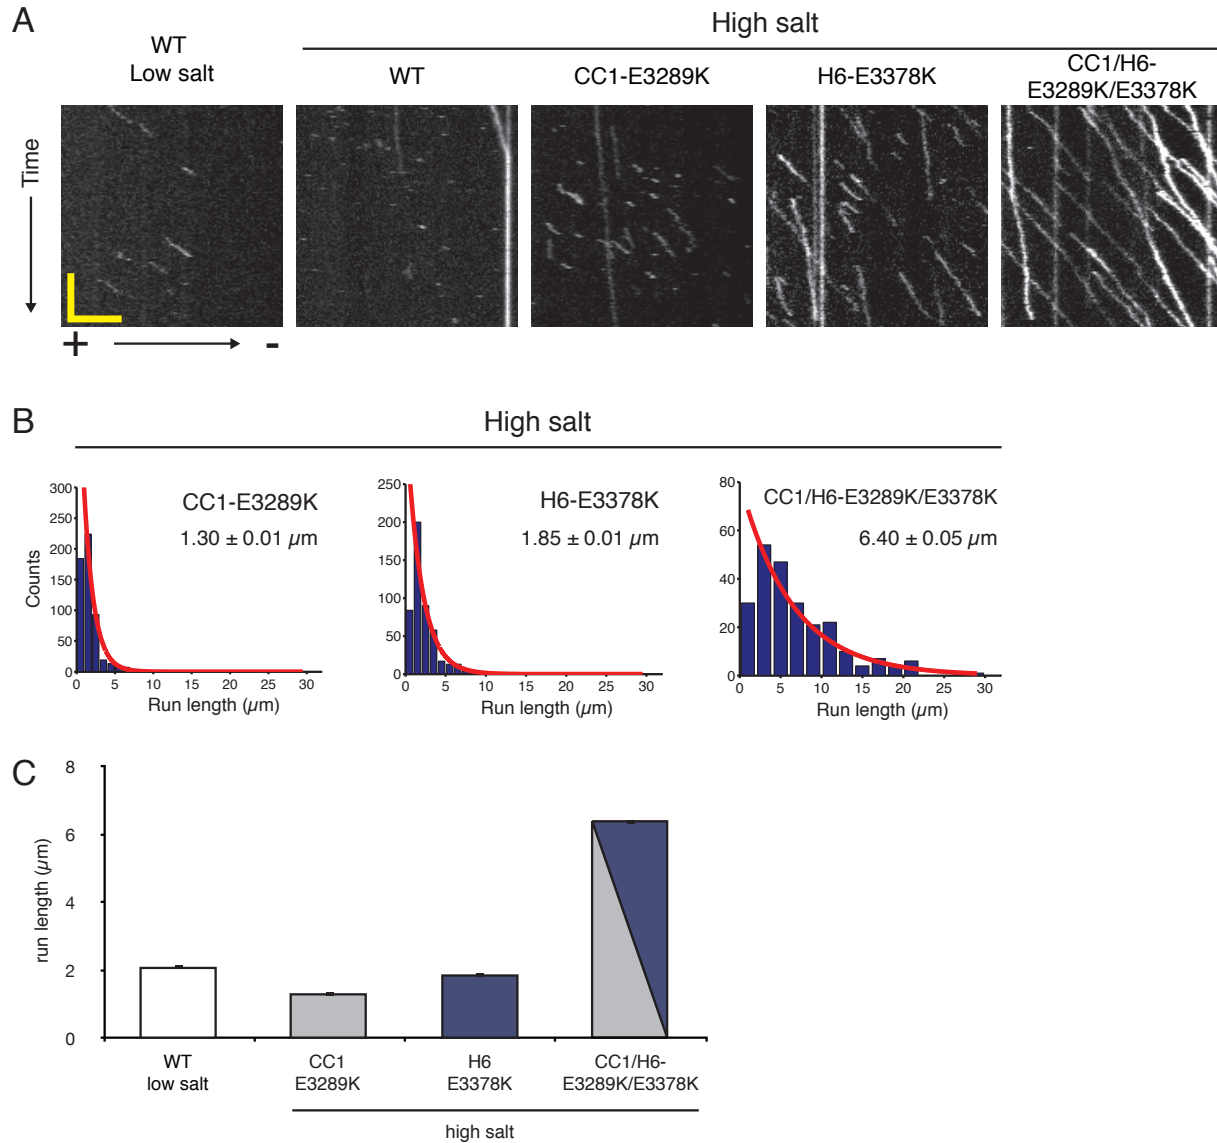 A
WT
Low salt
High salt
WT
CC1-E3289K
H6-E3378K
CC1/H6-
E3289K/E3378K
Time
+
-
B
High salt
CC1-E3289K
1.30 ± 0.01 µm
Counts
300
250
200
150
100
50
0
0 5 10 15 20 25 30
Run length (µm)
H6-E3378K
1.85 ± 0.01 µm
250
200
150
100
50
0
0 5 10 15 20 25 30
Run length (µm)
CC1/H6-E3289K/E3378K
6.40 ± 0.05 µm
80
60
40
20
0
0 5 10 15 20 25 30
Run length (µm)
C
run length (µm)
8
6
4
2
0
WT
low salt
CC1
E3289K
H6
E3378K
CC1/H6-
E3289K/E3378K
high salt